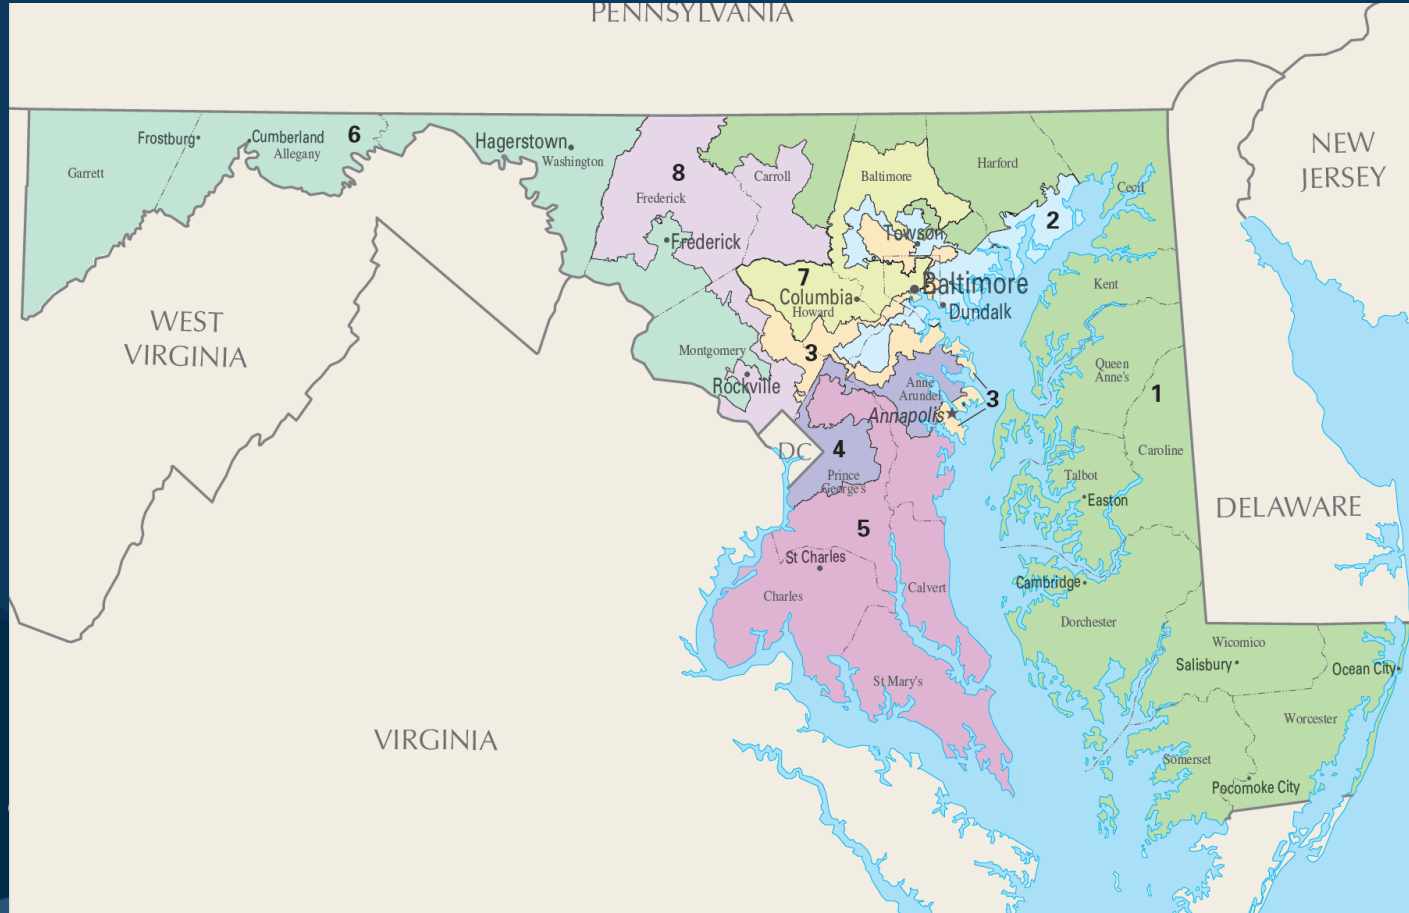 PENNSYLVANIA
Frostburg
Cumberland
Allegany
6
Hagerstown
Washington
Garrett
8
Frederick
Carroll
Baltimore
Harford
Cecil
NEW
JERSEY
2
Towson
Frederick
7
Columbia
Howard
Baltimore
Dundalk
Kent
WEST
VIRGINIA
Montgomery
3
Rockville
Anne
Arundel
Annapolis
3
Queen
Anne's
1
DC
4
Prince
George's
Caroline
Talbot
Easton
DELAWARE
5
St Charles
Charles
Calvert
Cambridge
Dorchester
Wicomico
Salisbury
Ocean City
St Mary's
Worcester
VIRGINIA
Somerset
Pocomoke City